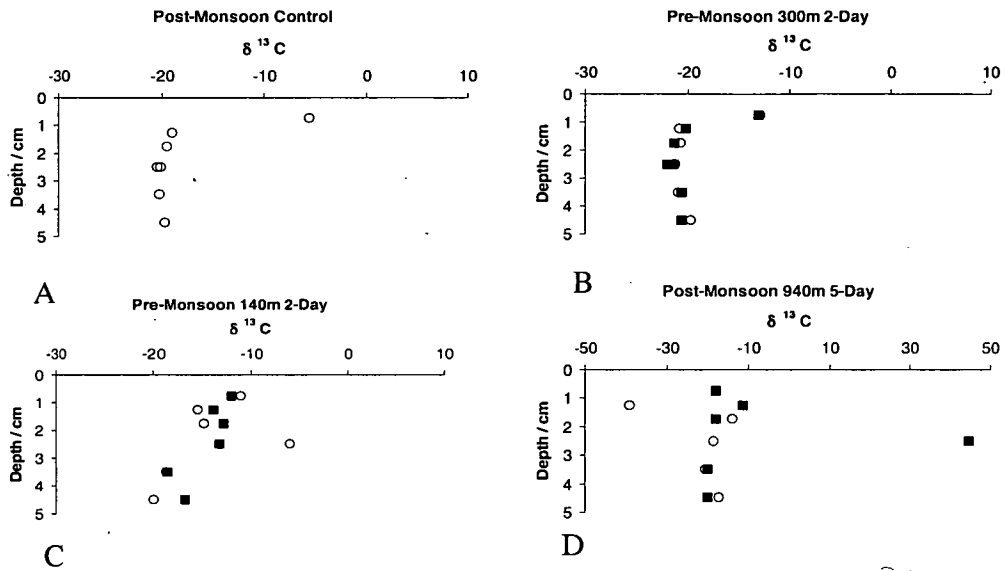 Post-Monsoon Control
δ ¹³ C
-30 -20 -10 0 10
0
1
2
3
4
5
Depth / cm
A
Pre-Monsoon 300m 2-Day
δ ¹³ C
-30 -20 -10 0 10
0
1
2
3
4
5
Depth / cm
B
Pre-Monsoon 140m 2-Day
δ ¹³ C
-30 -20 -10 0 10
0
1
2
3
4
5
Depth / cm
C
Post-Monsoon 940m 5-Day
δ ¹³ C
-50 -30 -10 10 30 50
0
1
2
3
4
5
Depth / cm
D